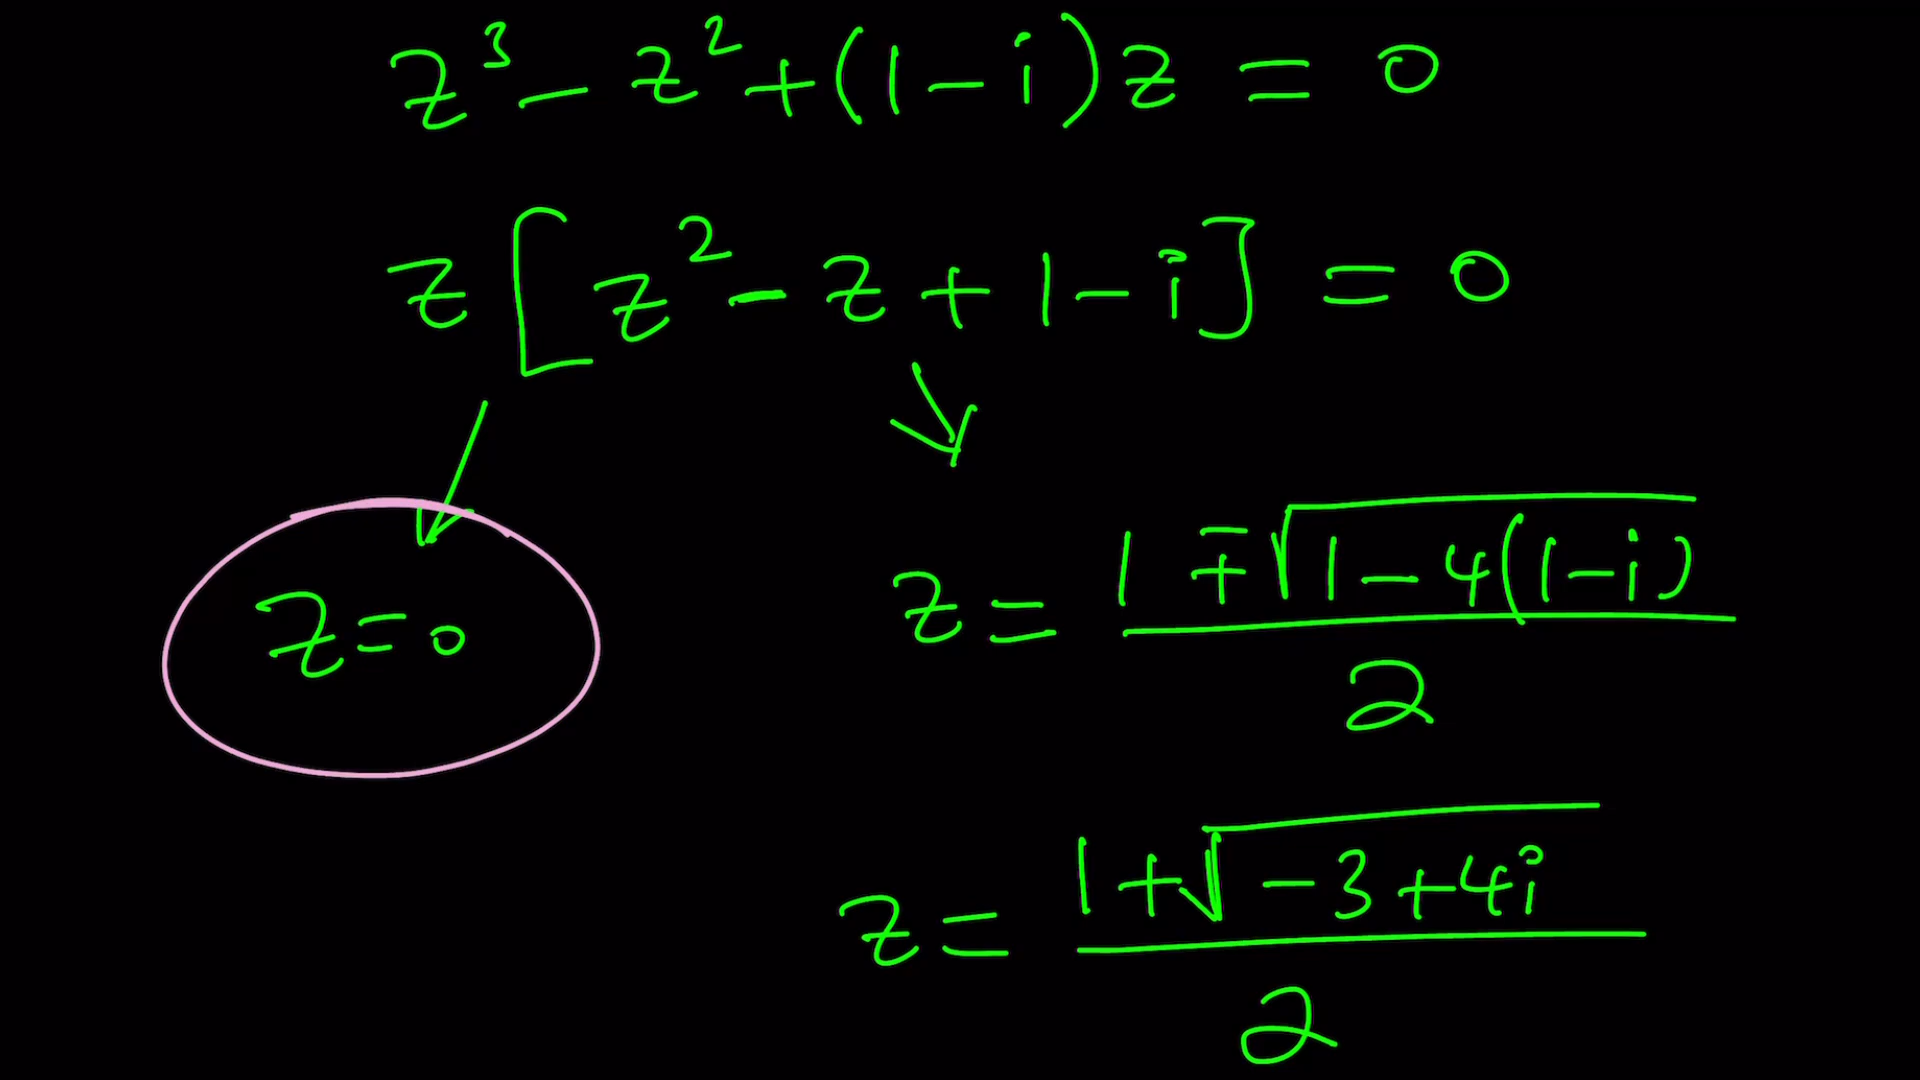 z³ - z² + (1 - i)z = 0
z[z² - z + 1 - i] = 0
z = 0
z = (1 ∓ √(1 - 4(1 - i))) / 2
z = (1 + √(-3 + 4i)) / 2